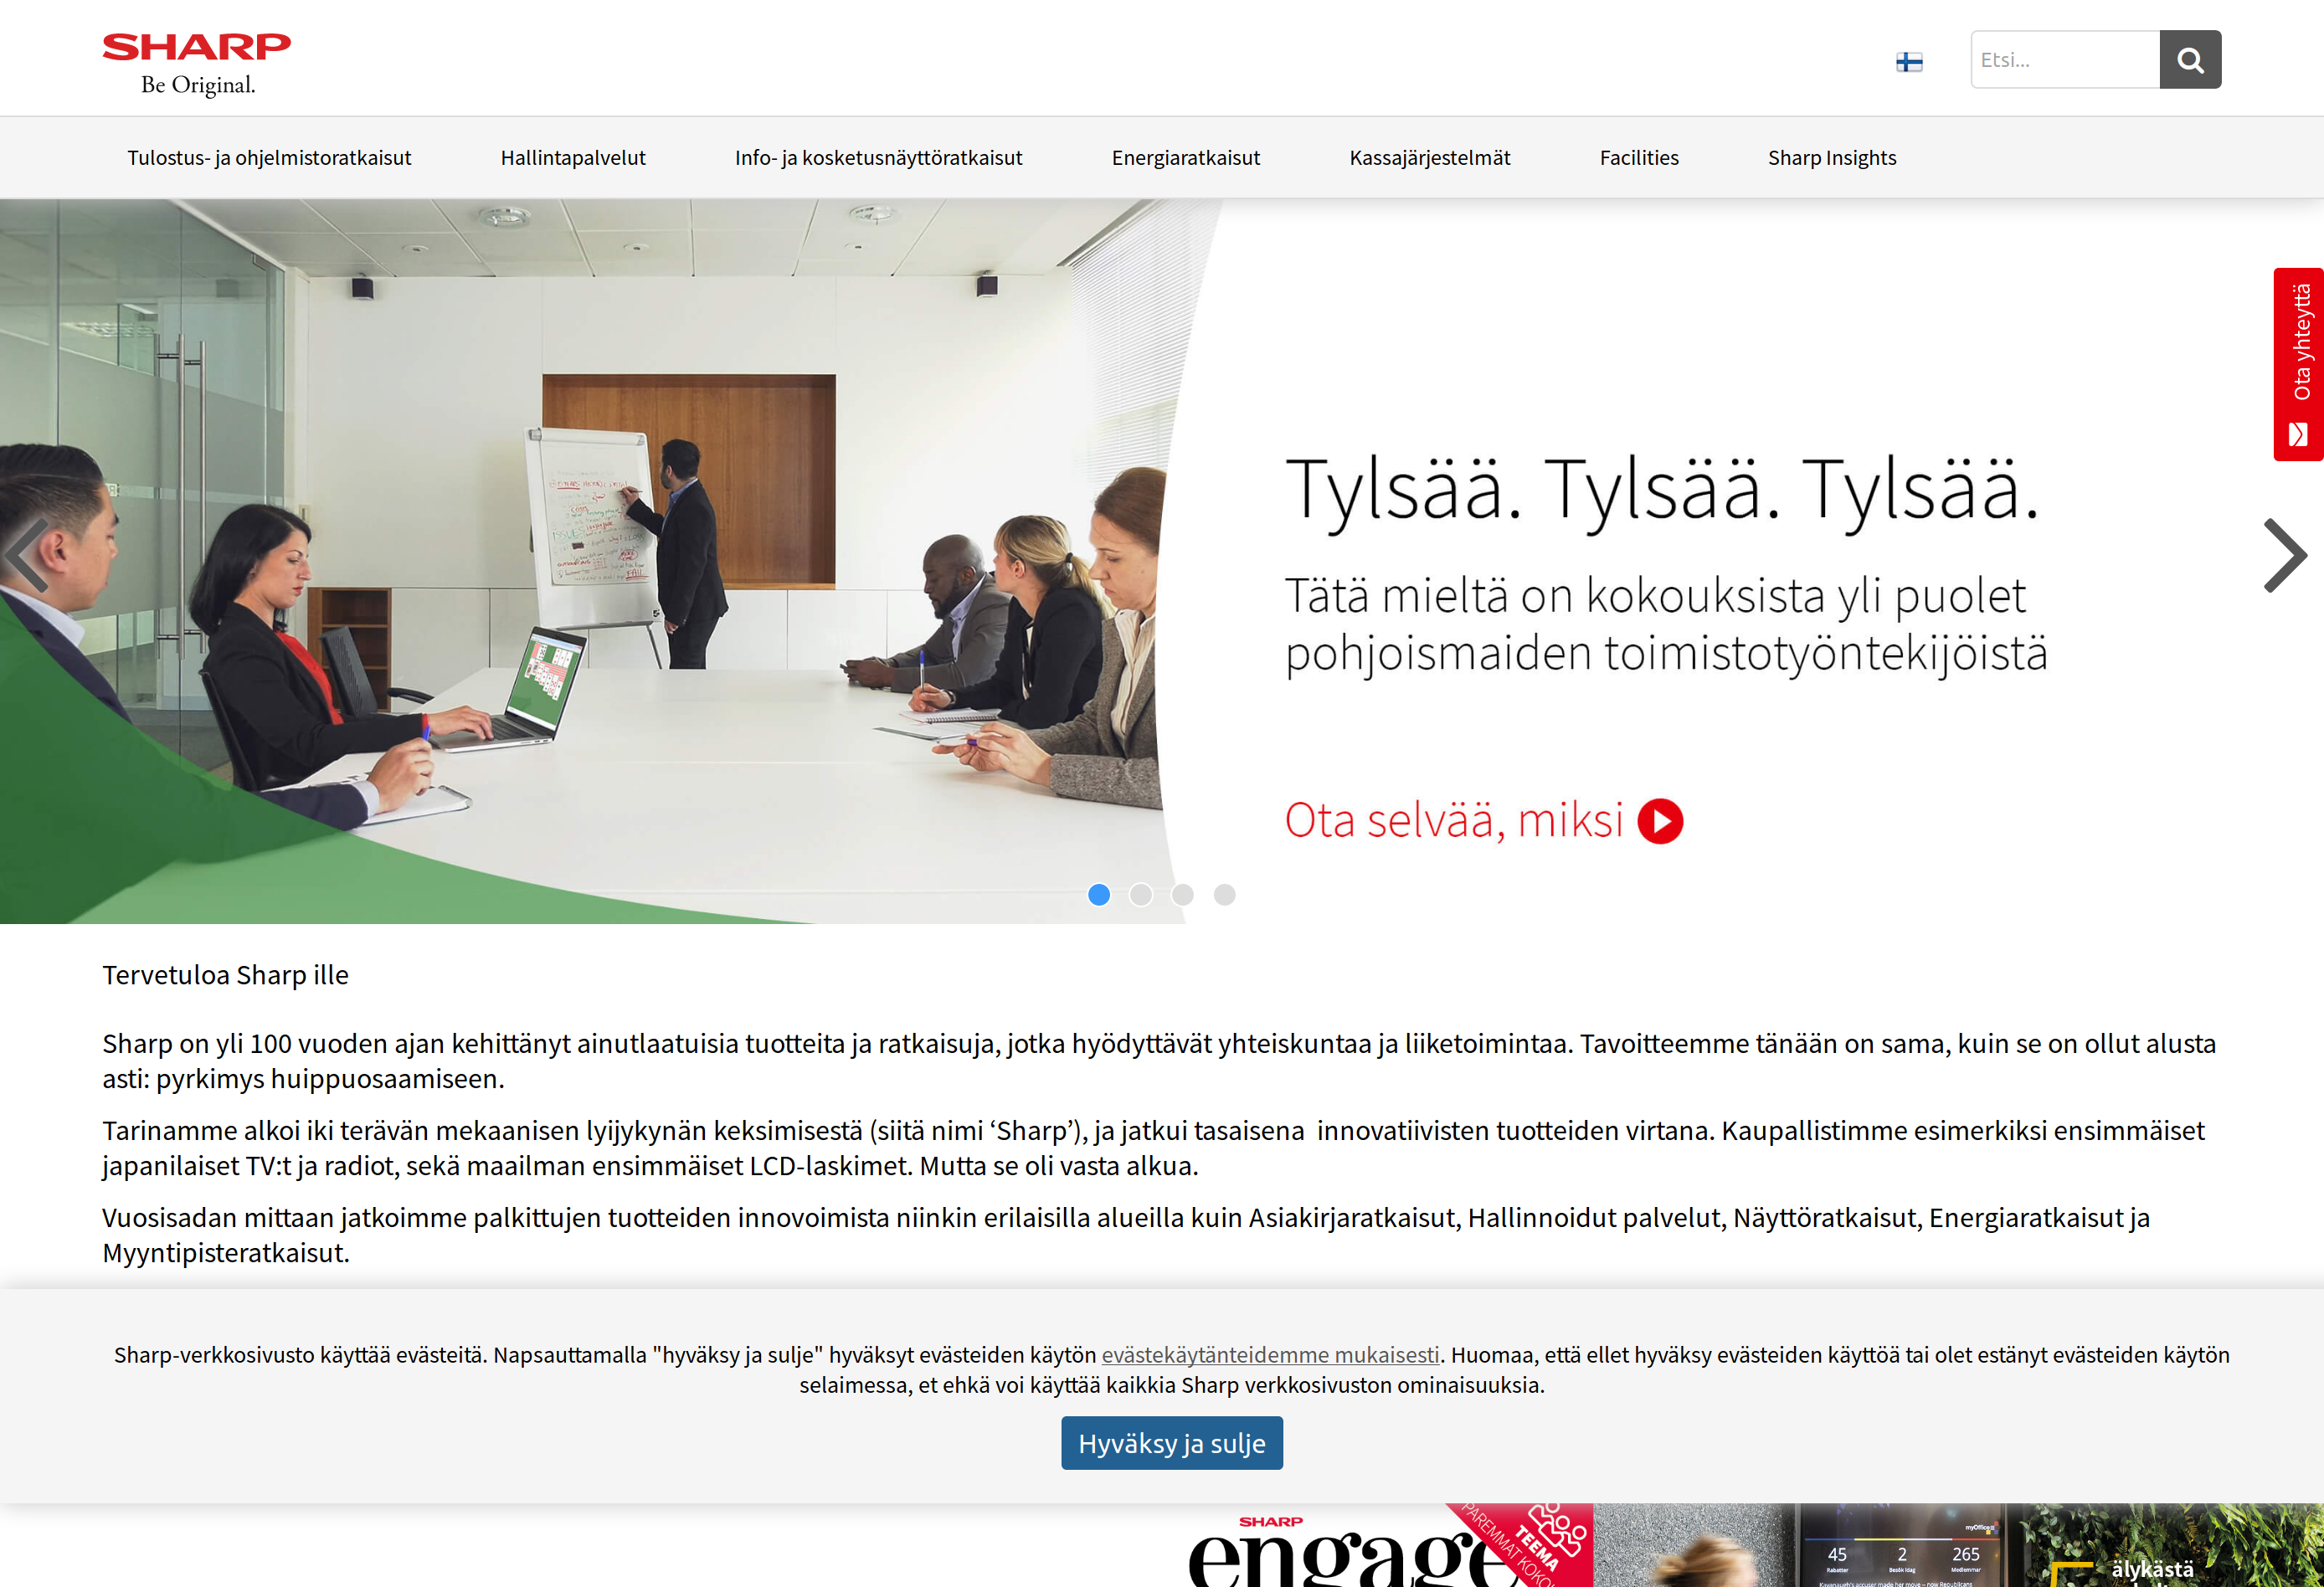 SHARP
Be Original.
Etsi...
Tulostus- ja ohjelmistoratkaisut
Hallintapalvelut
Info- ja kosketusnäyttöratkaisut
Energiaratkaisut
Kassajärjestelmät
Facilities
Sharp Insights
Ota yhteyttä
Tylsää. Tylsää. Tylsää.
Tätä mieltä on kokouksista yli puolet
pohjoismaiden toimistotyöntekijöistä
Ota selvää, miksi
Tervetuloa Sharp ille
Sharp on yli 100 vuoden ajan kehittänyt ainutlaatuisia tuotteita ja ratkaisuja, jotka hyödyttävät yhteiskuntaa ja liiketoimintaa. Tavoitteemme tänään on sama, kuin se on ollut alusta
asti: pyrkimys huippuosaamiseen.
Tarinamme alkoi iki terävän mekaanisen lyijykynän keksimisestä (siitä nimi ‘Sharp’), ja jatkui tasaisena  innovatiivisten tuotteiden virtana. Kaupallistimme esimerkiksi ensimmäiset
japanilaiset TV:t ja radiot, sekä maailman ensimmäiset LCD-laskimet. Mutta se oli vasta alkua.
Vuosisadan mittaan jatkoimme palkittujen tuotteiden innovoimista niinkin erilaisilla alueilla kuin Asiakirjaratkaisut, Hallinnoidut palvelut, Näyttöratkaisut, Energiaratkaisut ja
Myyntipisteratkaisut.
Sharp-verkkosivusto käyttää evästeitä. Napsauttamalla "hyväksy ja sulje" hyväksyt evästeiden käytön evästekäytänteidemme mukaisesti. Huomaa, että ellet hyväksy evästeiden käyttöä tai olet estänyt evästeiden käytön
selaimessa, et ehkä voi käyttää kaikkia Sharp verkkosivuston ominaisuuksia.
Hyväksy ja sulje
SHARP
engage
PAREMMAT
TEEMA
myOffice
45
2
265
Rabatter
Besök idag
Medlemmar
älykästä